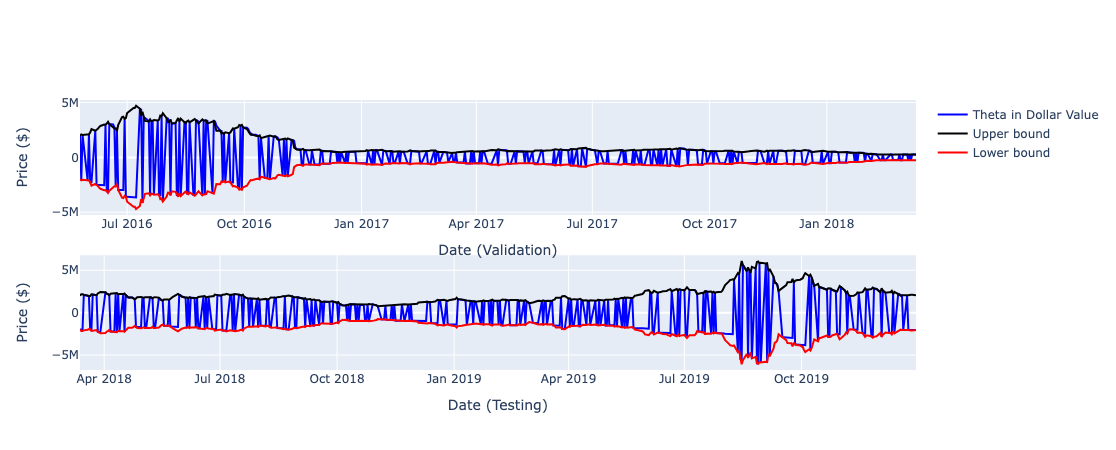 5M
0
−5M
Price ($)
Jul 2016
Oct 2016
Jan 2017
Apr 2017
Jul 2017
Oct 2017
Jan 2018
Date (Validation)
Theta in Dollar Value
Upper bound
Lower bound
5M
0
−5M
Price ($)
Apr 2018
Jul 2018
Oct 2018
Jan 2019
Apr 2019
Jul 2019
Oct 2019
Date (Testing)